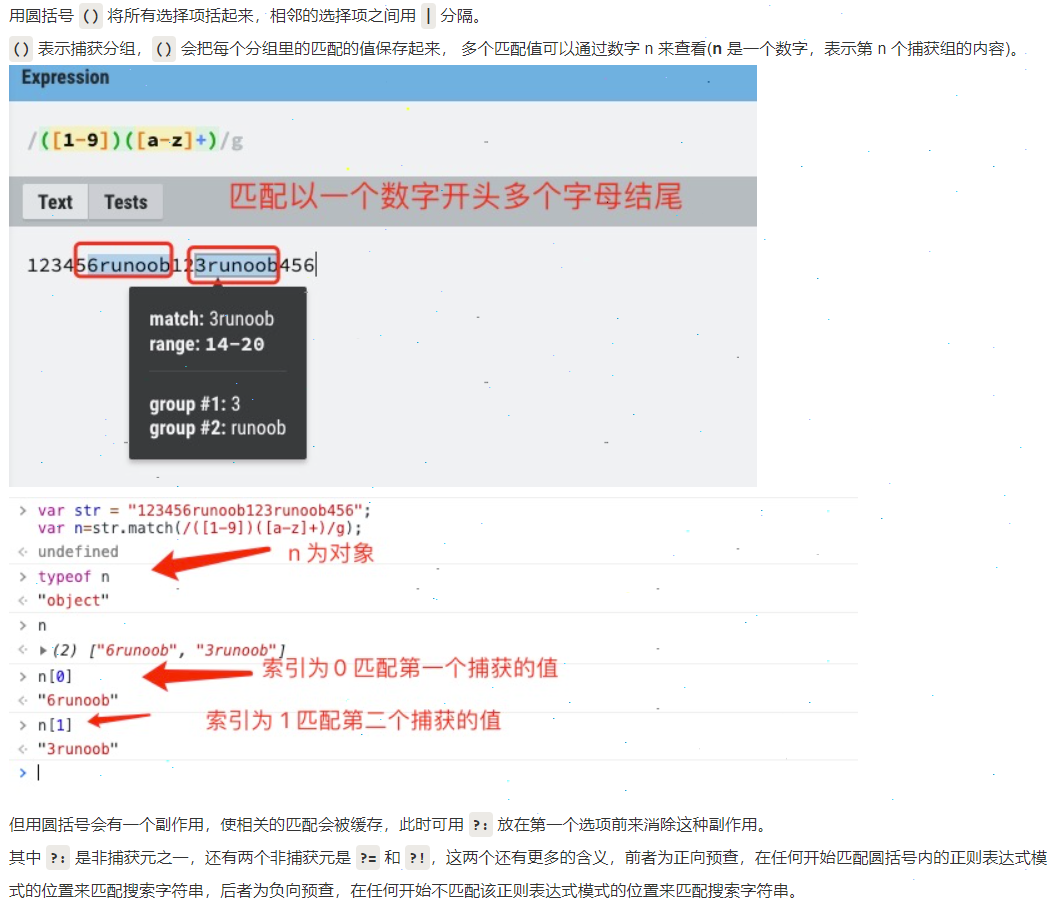 用圆括号 () 将所有选择项括起来，相邻的选择项之间用 | 分隔。
() 表示捕获分组， () 会把每个分组里的匹配的值保存起来， 多个匹配值可以通过数字 n 来查看(n 是一个数字，表示第 n 个捕获组的内容)。
Expression
/([1-9])([a-z]+)/g
Text Tests 匹配以一个数字开头多个字母结尾
123456runoob123runoob456
match: 3runoob
range: 14-20
group #1: 3
group #2: runoob
> var str = "123456runoob123runoob456";
var n=str.match(/([1-9])([a-z]+)/g);
undefined
n 为对象
> typeof n
"object"
> n
(2) ["6runoob", "3runoob"]
> n[0] 索引为 0 匹配第一个捕获的值
"6runoob"
> n[1] 索引为 1 匹配第二个捕获的值
"3runoob"
>
但用圆括号会有一个副作用，使相关的匹配会被缓存，此时可用 ?: 放在第一个选项前来消除这种副作用。
其中 ?: 是非捕获元之一，还有两个非捕获元是 ?= 和 ?!，这两个还有更多的含义，前者为正向预查，在任何开始匹配圆括号内的正则表达式模
式的位置来匹配搜索字符串，后者为负向预查，在任何开始不匹配该正则表达式模式的位置来匹配搜索字符串。